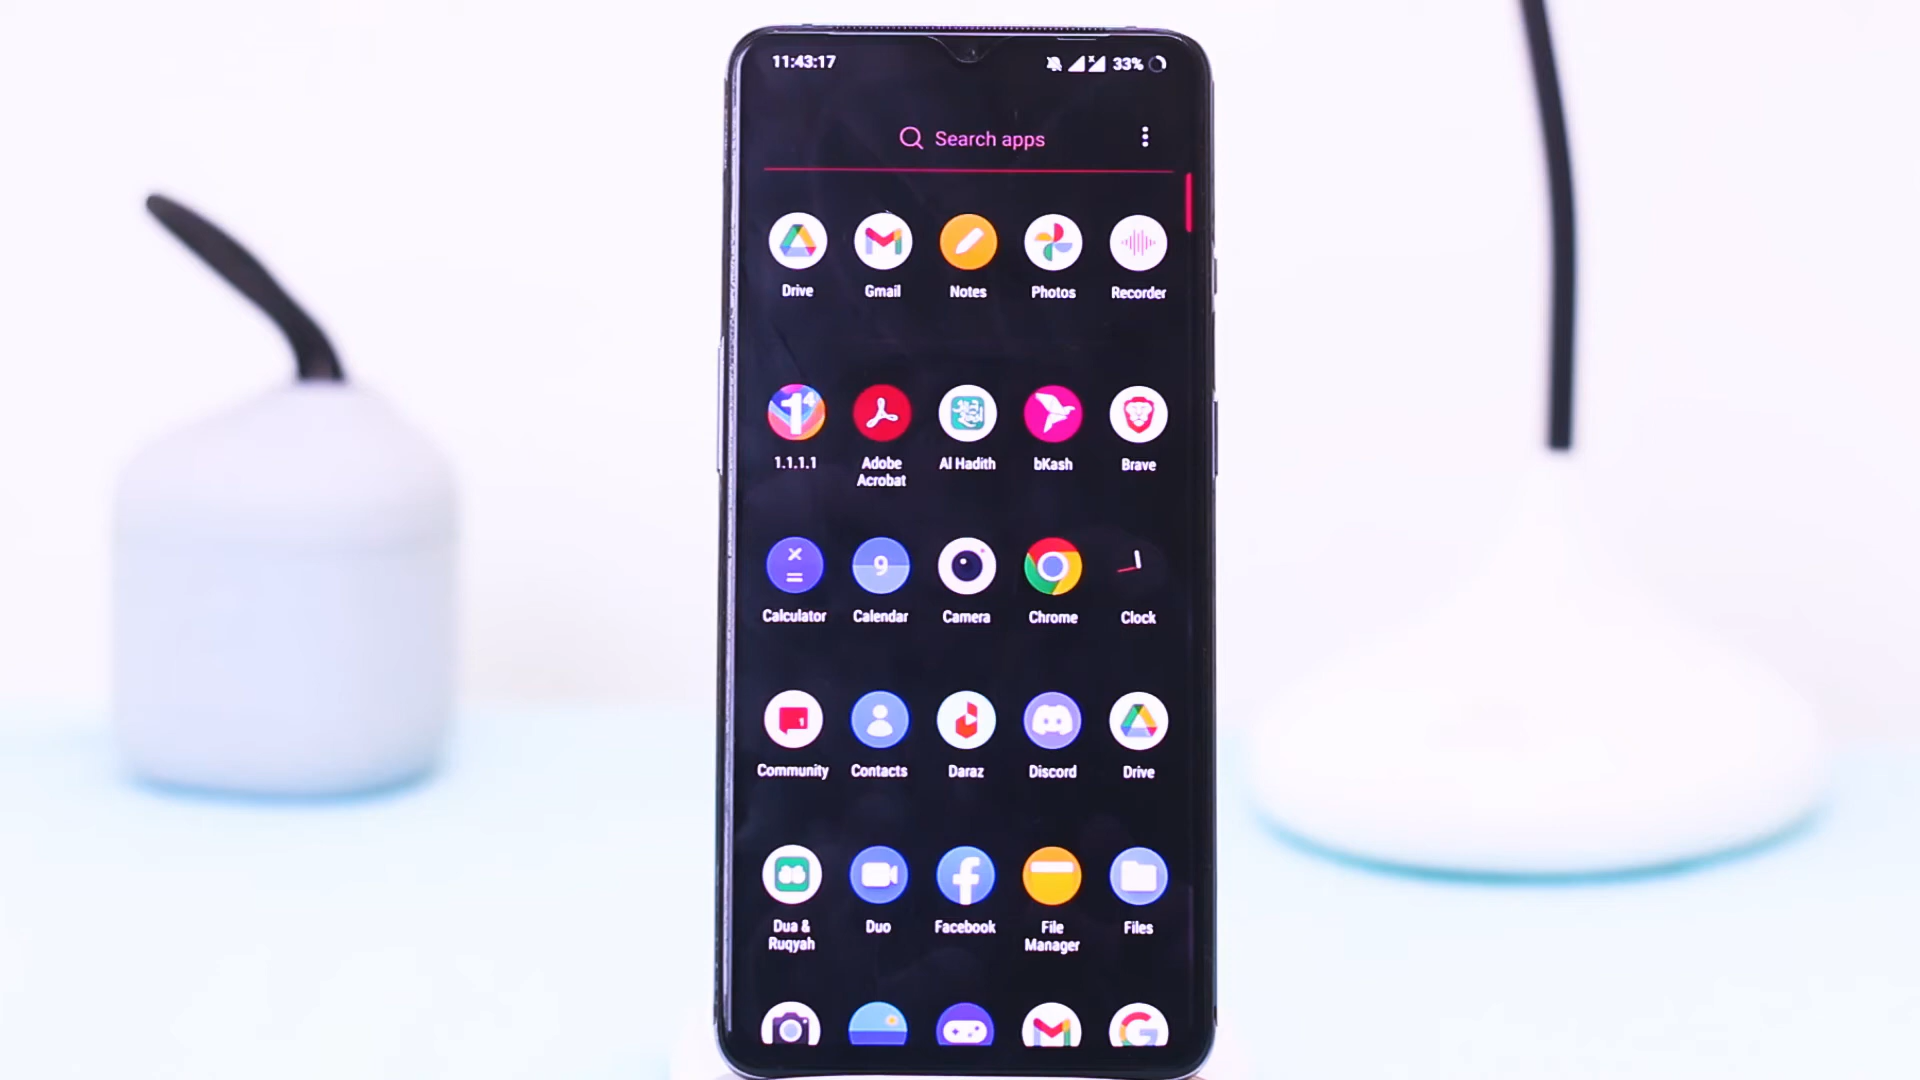 11:43:17 33%
Search apps
Drive Gmail Notes Photos Recorder
1.1.1.1 Adobe Acrobat Al Hadith bKash Brave
9
Calculator Calendar Camera Chrome Clock
Community Contacts Daraz Discord Drive
Dua & Ruqyah Duo Facebook File Manager Files